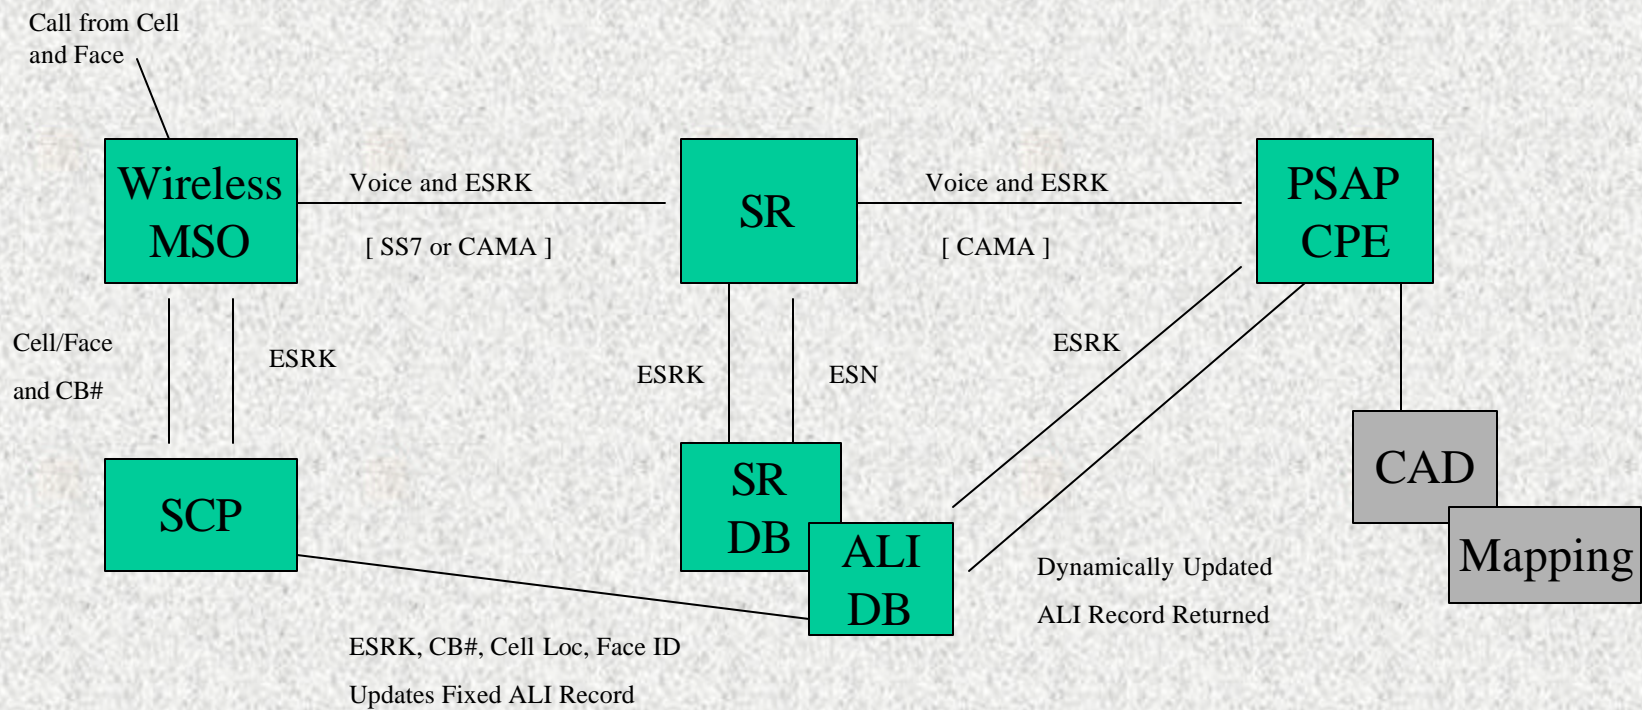 Call from Cell
and Face
Wireless
MSO
Voice and ESRK
[ SS7 or CAMA ]
SR
Voice and ESRK
[ CAMA ]
PSAP
CPE
Cell/Face
and CB#
ESRK
ESRK
ESN
ESRK
SCP
SR
DB
ALI
DB
CAD
Mapping
Dynamically Updated
ALI Record Returned
ESRK, CB#, Cell Loc, Face ID
Updates Fixed ALI Record